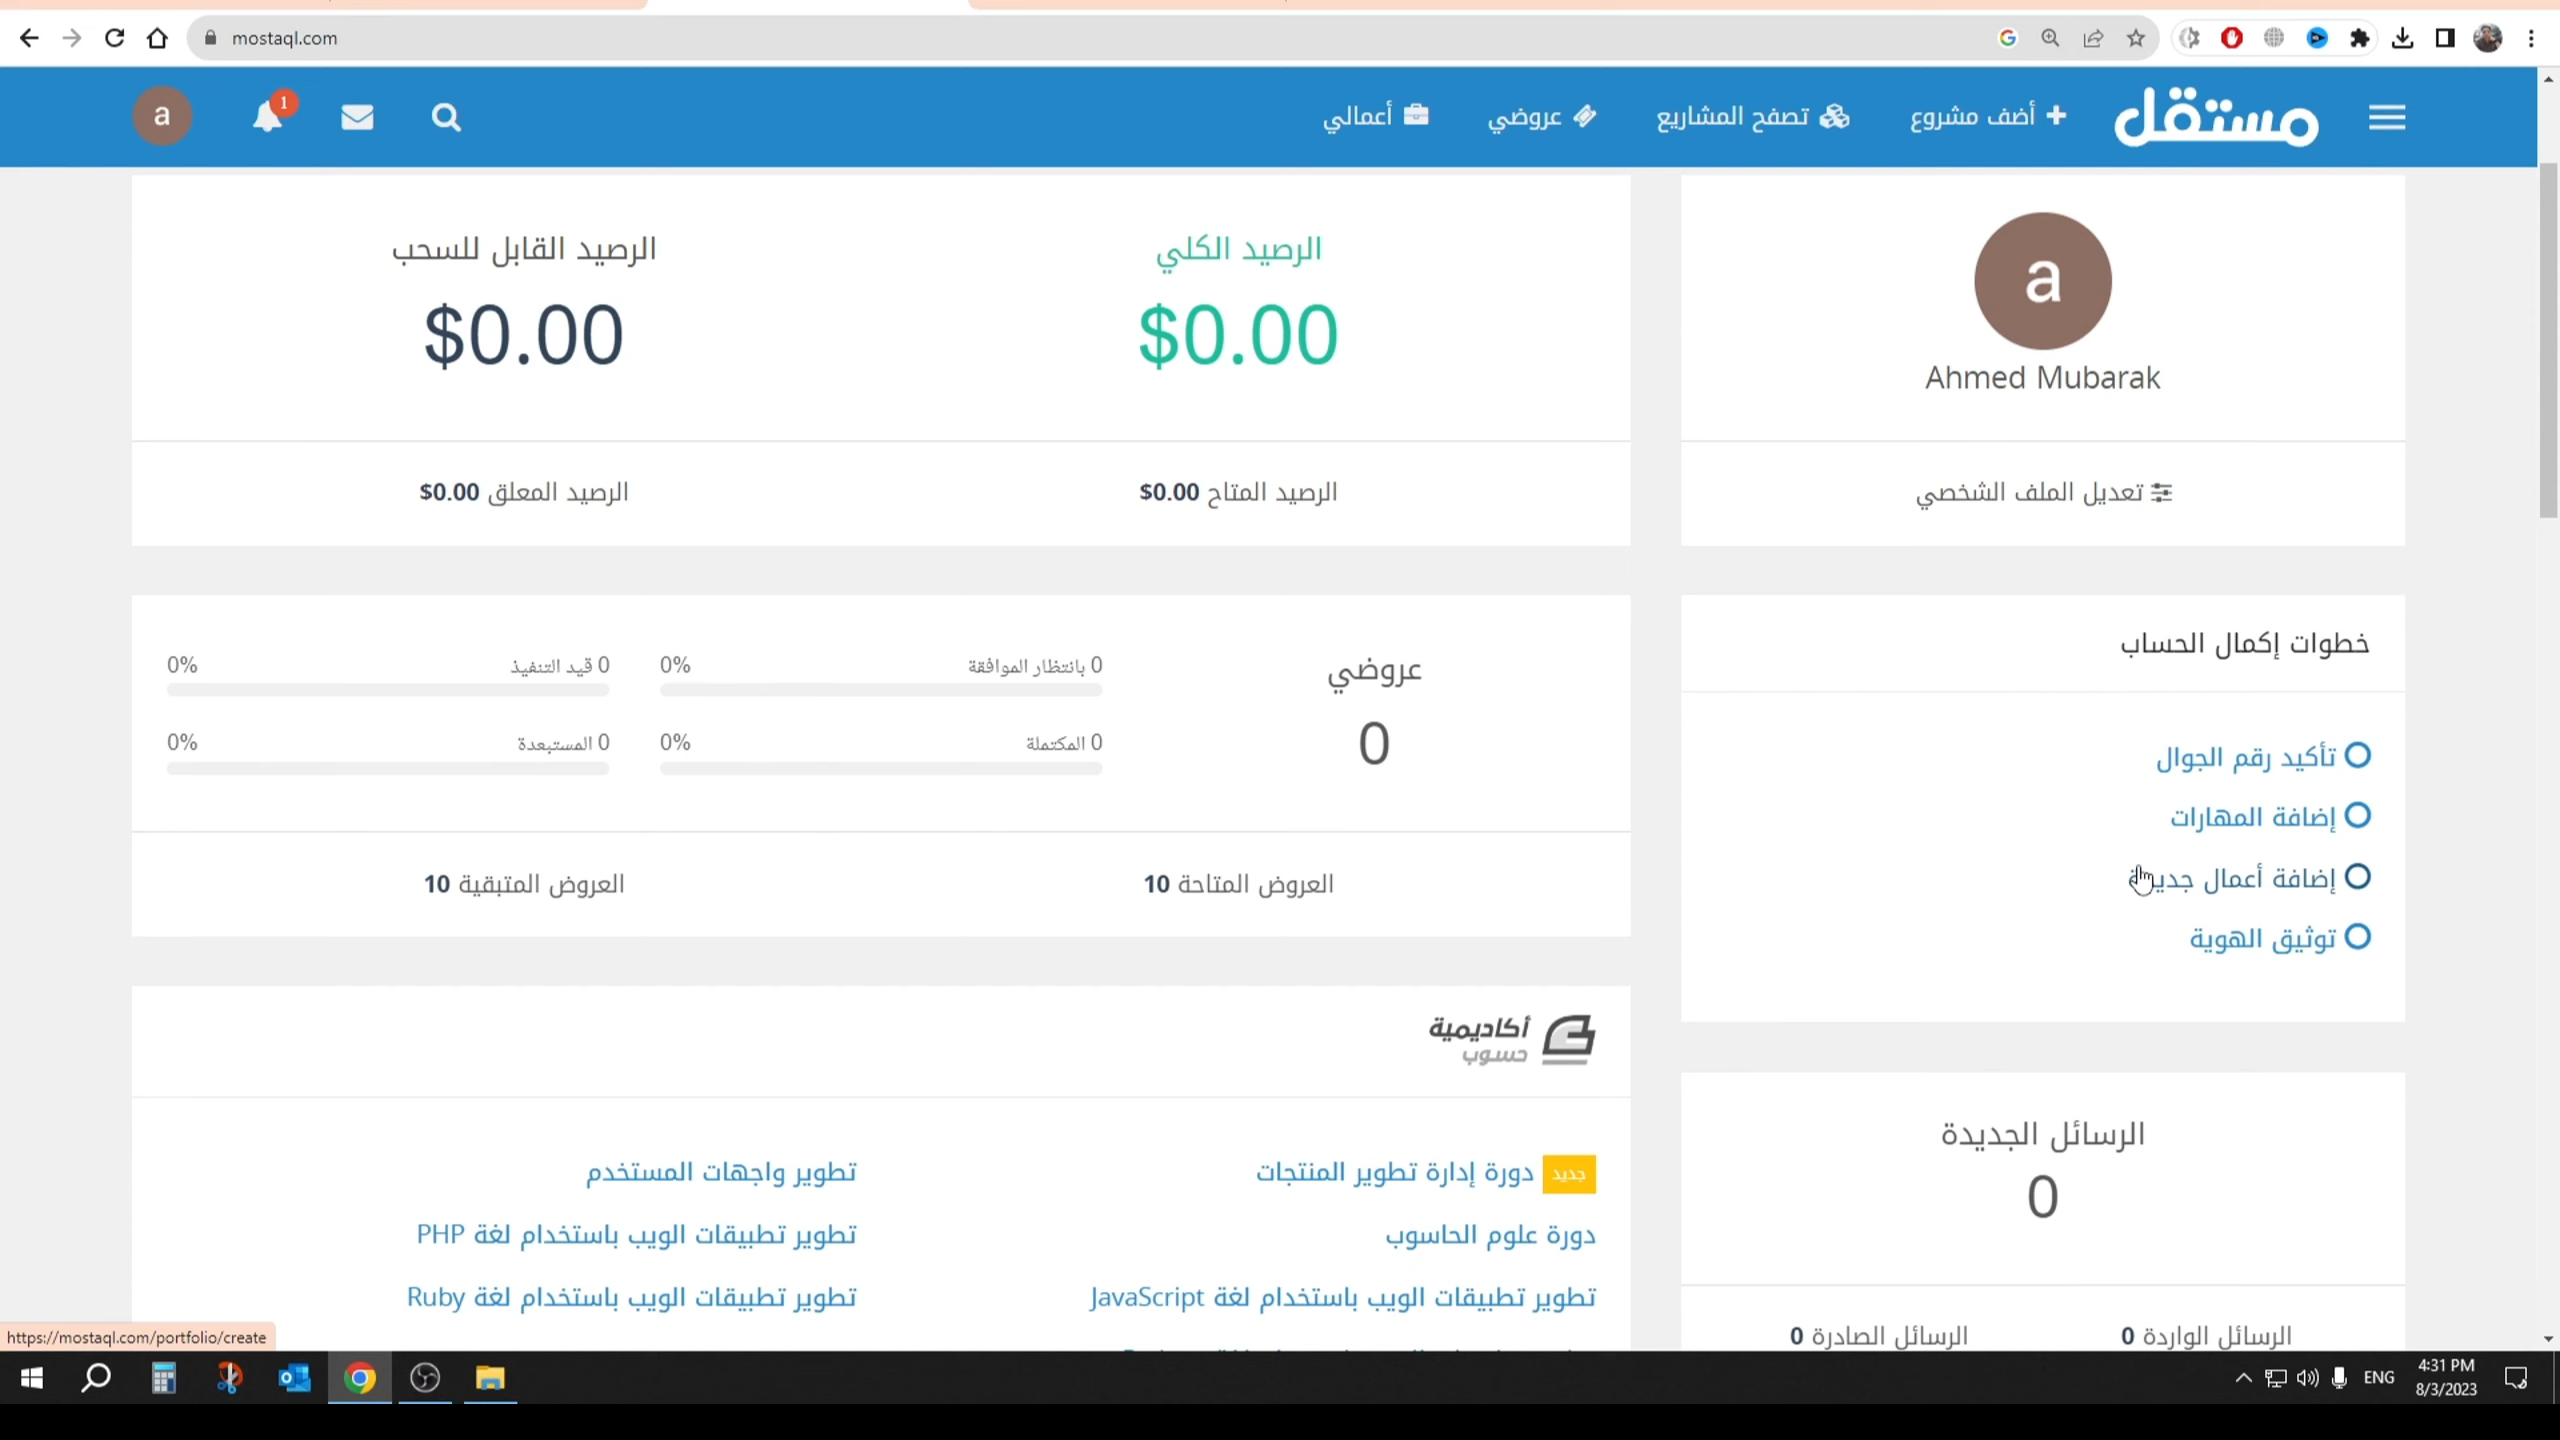 mostaql.com
مستقل
أضف مشروع
تصفح المشاريع
عروضي
أعمالي
1
a
a
Ahmed Mubarak
تعديل الملف الشخصي
الرصيد الكلي
$0.00
الرصيد القابل للسحب
$0.00
الرصيد المتاح $0.00
الرصيد المعلق $0.00
خطوات إكمال الحساب
تأكيد رقم الجوال
إضافة المهارات
إضافة أعمال جديدة
توثيق الهوية
عروضي
0
0 بانتظار الموافقة 0%
0 قيد التنفيذ 0%
0 المكتملة 0%
0 المستبعدة 0%
العروض المتاحة 10
العروض المتبقية 10
أكاديمية
حسوب
جديد دورة إدارة تطوير المنتجات
تطوير واجهات المستخدم
دورة علوم الحاسوب
تطوير تطبيقات الويب باستخدام لغة PHP
تطوير تطبيقات الويب باستخدام لغة JavaScript
تطوير تطبيقات الويب باستخدام لغة Ruby
الرسائل الجديدة
0
الرسائل الواردة 0
الرسائل الصادرة 0
https://mostaql.com/portfolio/create
ENG
4:31 PM
8/3/2023